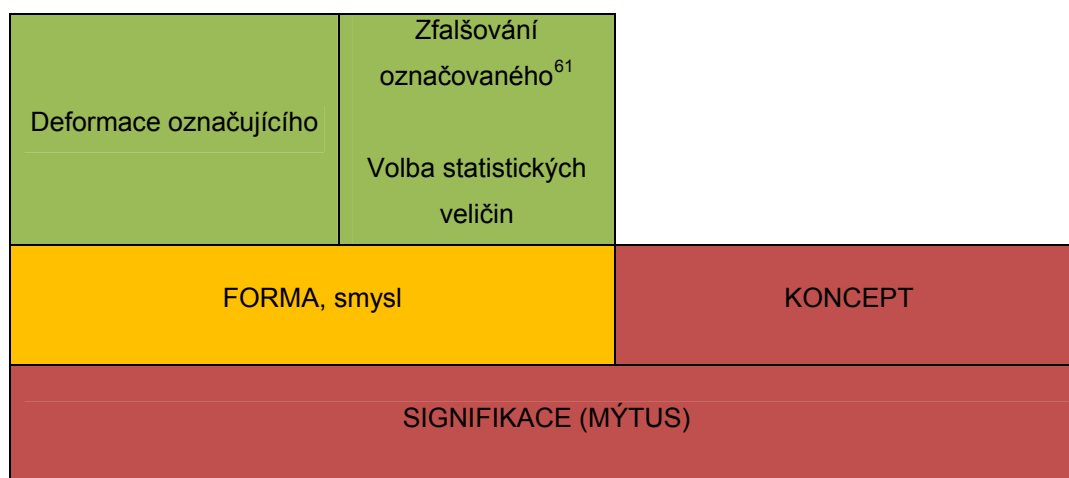 Deformace označujícího
Zfalšování
označovaného61
Volba statistických
veličin
FORMA, smysl
KONCEPT
SIGNIFIKACE (MÝTUS)